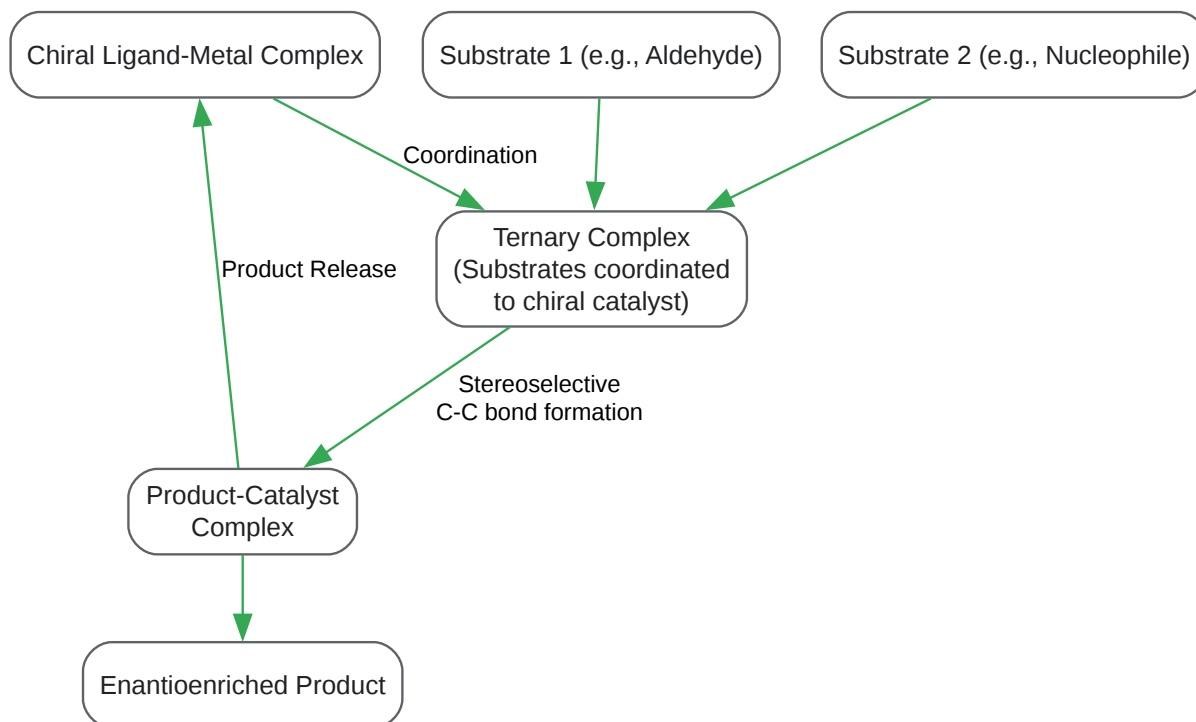 Chiral Ligand-Metal Complex
Substrate 1 (e.g., Aldehyde)
Substrate 2 (e.g., Nucleophile)
Coordination
Ternary Complex
(Substrates coordinated
to chiral catalyst)
Product Release
Stereoselective
C-C bond formation
Product-Catalyst
Complex
Enantioenriched Product